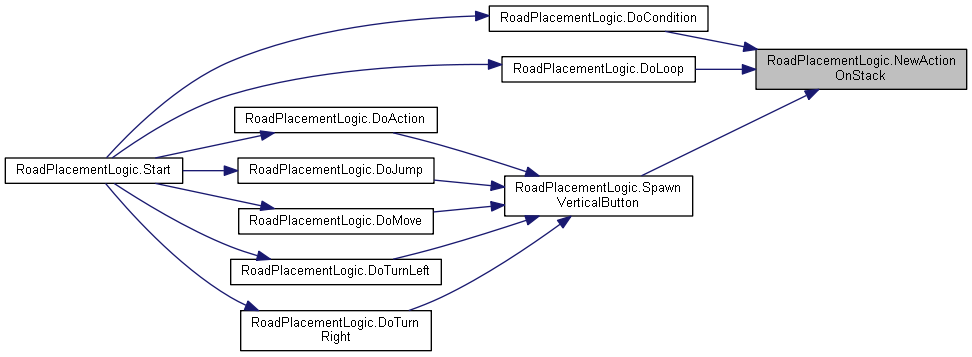 RoadPlacementLogic.DoCondition
RoadPlacementLogic.NewAction
OnStack
RoadPlacementLogic.DoLoop
RoadPlacementLogic.DoAction
RoadPlacementLogic.Start
RoadPlacementLogic.DoJump
RoadPlacementLogic.Spawn
VerticalButton
RoadPlacementLogic.DoMove
RoadPlacementLogic.DoTurnLeft
RoadPlacementLogic.DoTurn
Right